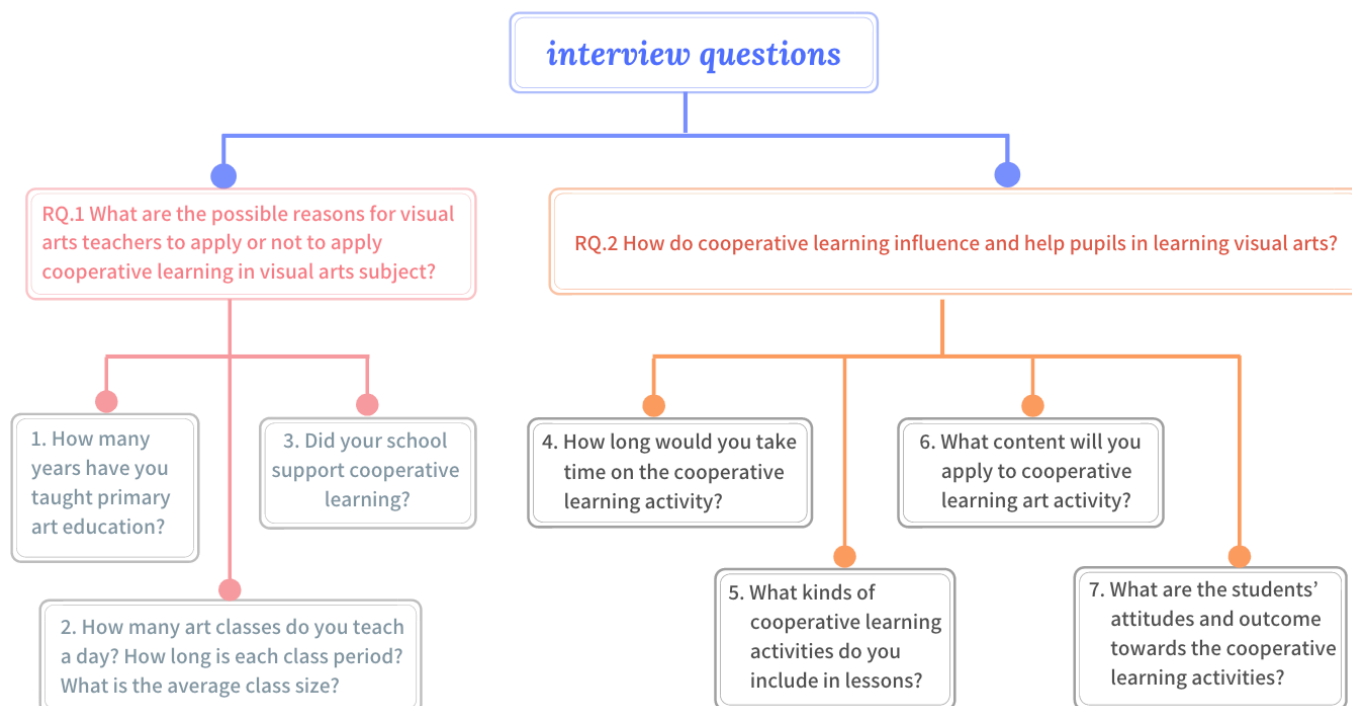 interview questions
RQ.1 What are the possible reasons for visual
arts teachers to apply or not to apply
cooperative learning in visual arts subject?
RQ.2 How do cooperative learning influence and help pupils in learning visual arts?
1. How many
years have you
taught primary
art education?
2. How many art classes do you teach
a day? How long is each class period?
What is the average class size?
3. Did your school
support cooperative
learning?
4. How long would you take
time on the cooperative
learning activity?
5. What kinds of
cooperative learning
activities do you
include in lessons?
6. What content will you
apply to cooperative
learning art activity?
7. What are the students’
attitudes and outcome
towards the cooperative
learning activities?